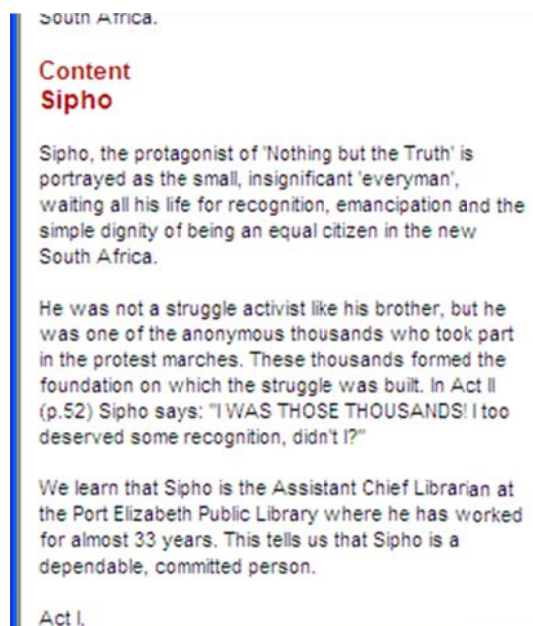 South Africa.
Content
Sipho
Sipho, the protagonist of 'Nothing but the Truth' is
portrayed as the small, insignificant 'everyman',
waiting all his life for recognition, emancipation and the
simple dignity of being an equal citizen in the new
South Africa.
He was not a struggle activist like his brother, but he
was one of the anonymous thousands who took part
in the protest marches. These thousands formed the
foundation on which the struggle was built. In Act II
(p.52) Sipho says: "I WAS THOSE THOUSANDS! I too
deserved some recognition, didn't I?"
We learn that Sipho is the Assistant Chief Librarian at
the Port Elizabeth Public Library where he has worked
for almost 33 years. This tells us that Sipho is a
dependable, committed person.
Act I,